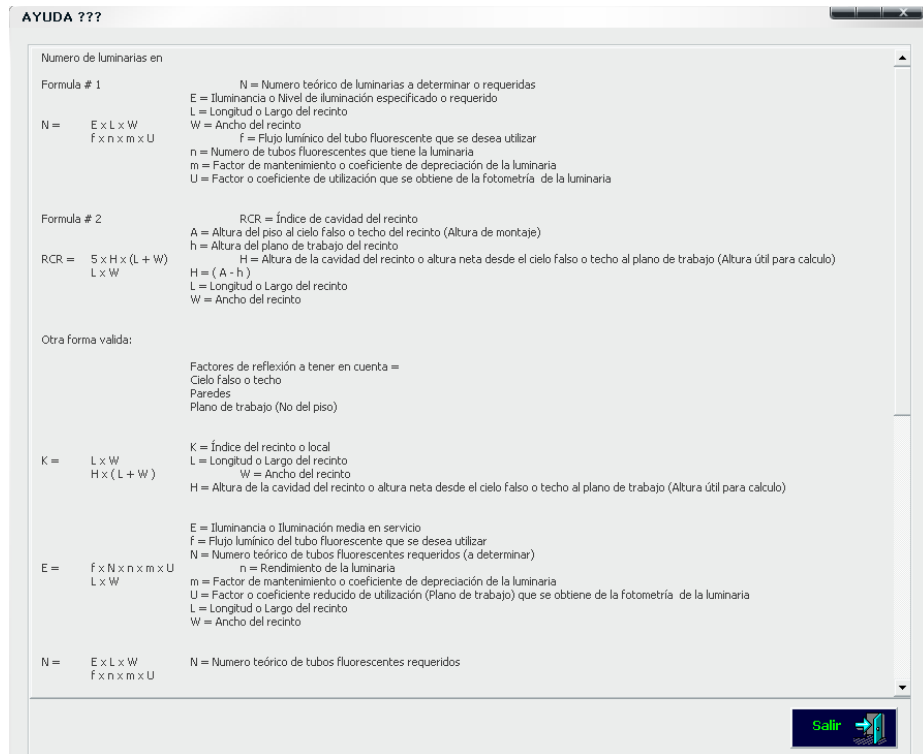 AYUDA ???
Numero de luminarias en
Formula # 1 N = Numero teórico de luminarias a determinar o requeridas
E = Iluminancia o Nivel de iluminación especificado o requerido
L = Longitud o Largo del recinto
N = E x L x W W = Ancho del recinto
f x n x m x U f = Flujo lumínico del tubo fluorescente que se desea utilizar
n = Numero de tubos fluorescentes que tiene la luminaria
m = Factor de mantenimiento o coeficiente de depreciación de la luminaria
U = Factor o coeficiente de utilización que se obtiene de la fotometría de la luminaria
Formula # 2 RCR = Índice de cavidad del recinto
A = Altura del piso al cielo falso o techo del recinto (Altura de montaje)
h = Altura del plano de trabajo del recinto
RCR = 5 x H x (L + W) H = Altura de la cavidad del recinto o altura neta desde el cielo falso o techo al plano de trabajo (Altura útil para calculo)
L x W H = ( A - h )
L = Longitud o Largo del recinto
W = Ancho del recinto
Otra forma valida:
Factores de reflexión a tener en cuenta =
Cielo falso o techo
Paredes
Plano de trabajo (No del piso)
K = Índice del recinto o local
K = L x W L = Longitud o Largo del recinto
H x ( L + W ) W = Ancho del recinto
H = Altura de la cavidad del recinto o altura neta desde el cielo falso o techo al plano de trabajo (Altura útil para calculo)
E = Iluminancia o Iluminación media en servicio
f = Flujo lumínico del tubo fluorescente que se desea utilizar
N = Numero teórico de tubos fluorescentes requeridos (a determinar)
E = f x N x n x m x U n = Rendimiento de la luminaria
L x W m = Factor de mantenimiento o coeficiente de depreciación de la luminaria
U = Factor o coeficiente reducido de utilización (Plano de trabajo) que se obtiene de la fotometría de la luminaria
L = Longitud o Largo del recinto
W = Ancho del recinto
N = E x L x W N = Numero teórico de tubos fluorescentes requeridos
f x n x m x U
Salir